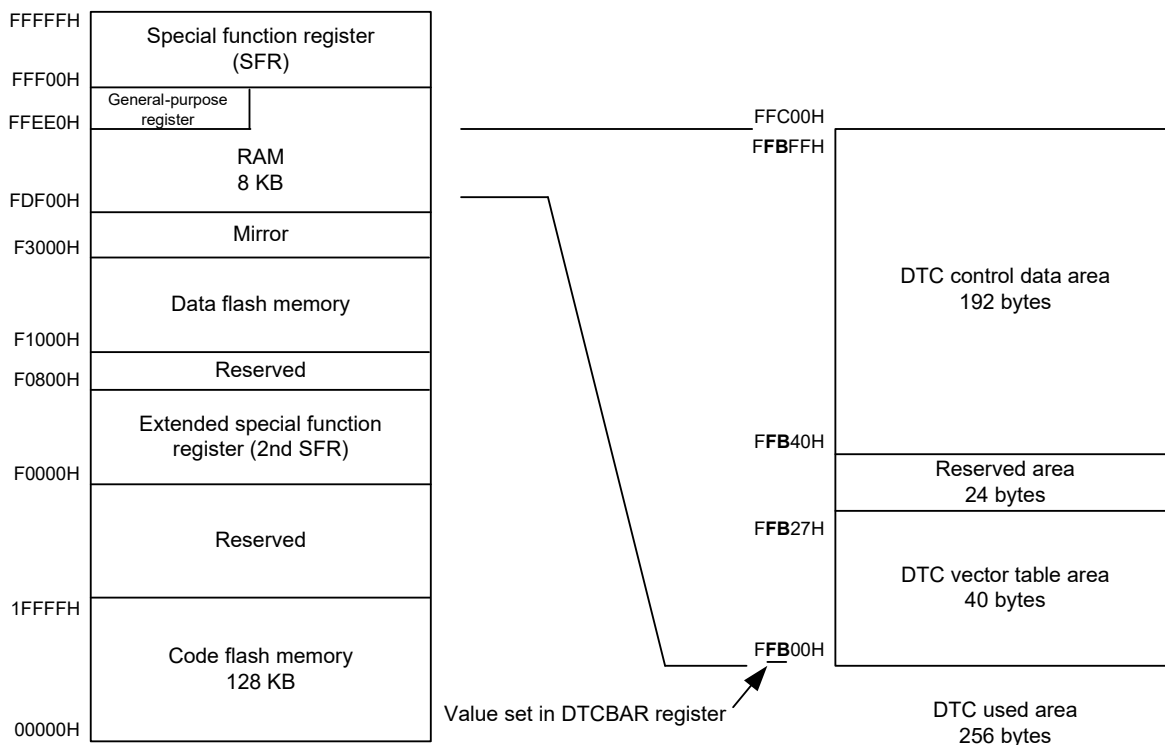 FFFFFH
Special function register
(SFR)
FFF00H
General-purpose
register
FFEE0H
RAM
8 KB
FDF00H
Mirror
F3000H
Data flash memory
F1000H
Reserved
F0800H
Extended special function
register (2nd SFR)
F0000H
Reserved
1FFFFH
Code flash memory
128 KB
00000H
FFC00H
FFBFFH
DTC control data area
192 bytes
FFB40H
Reserved area
24 bytes
FFB27H
DTC vector table area
40 bytes
FFB00H
Value set in DTCBAR register
DTC used area
256 bytes